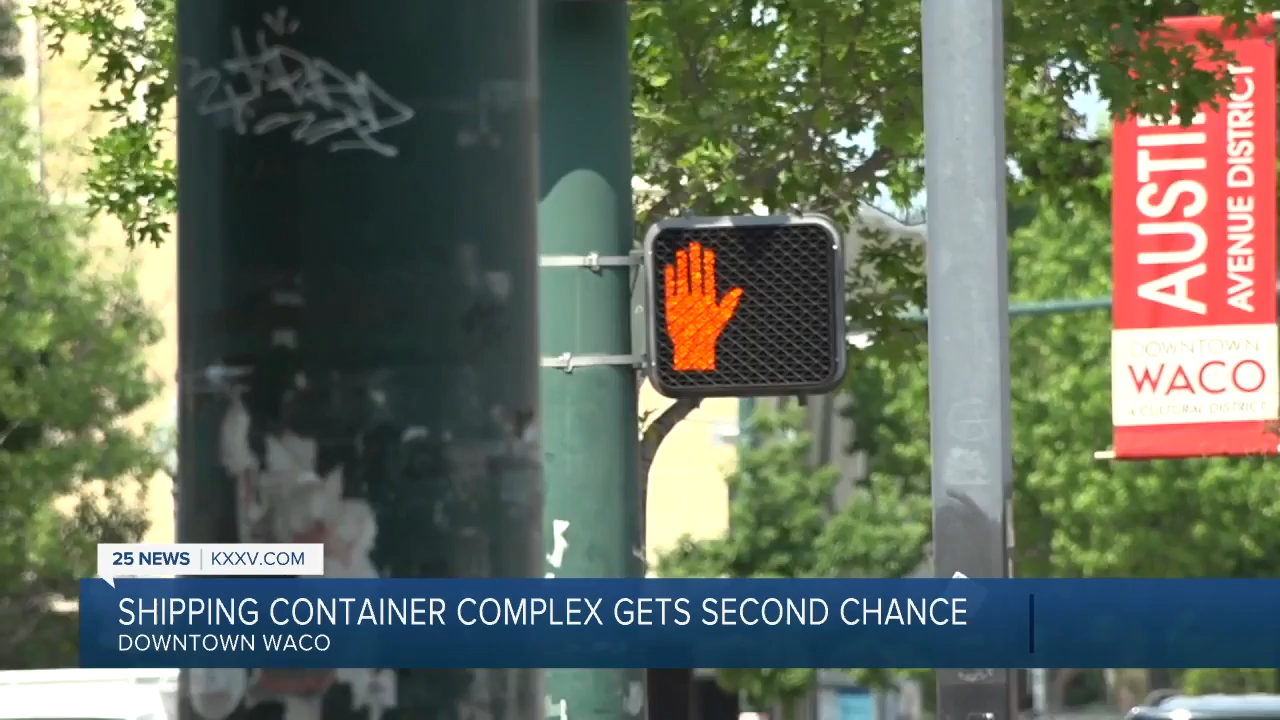 AUSTIN
AVENUE DISTRICT
DOWNTOWN
WACO
A CULTURAL DISTRICT
25 NEWS | KXXV.COM
SHIPPING CONTAINER COMPLEX GETS SECOND CHANCE
DOWNTOWN WACO